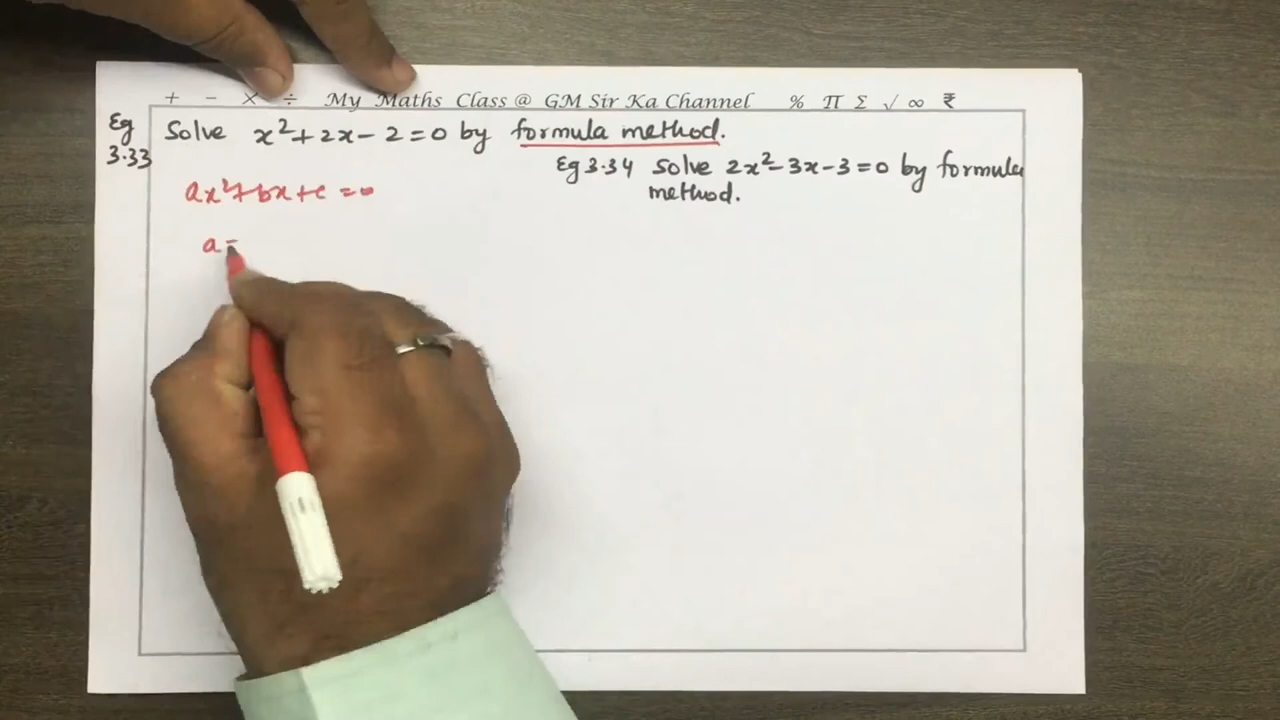 + − × ÷ My Maths Class @ GM Sir Ka Channel % Π Σ √ ∞ ₹
Eg 3.33 Solve x²+2x−2=0 by formula method.
Eg 3.34 Solve 2x²−3x−3=0 by formula
method.
ax²+bx+c=0
a=